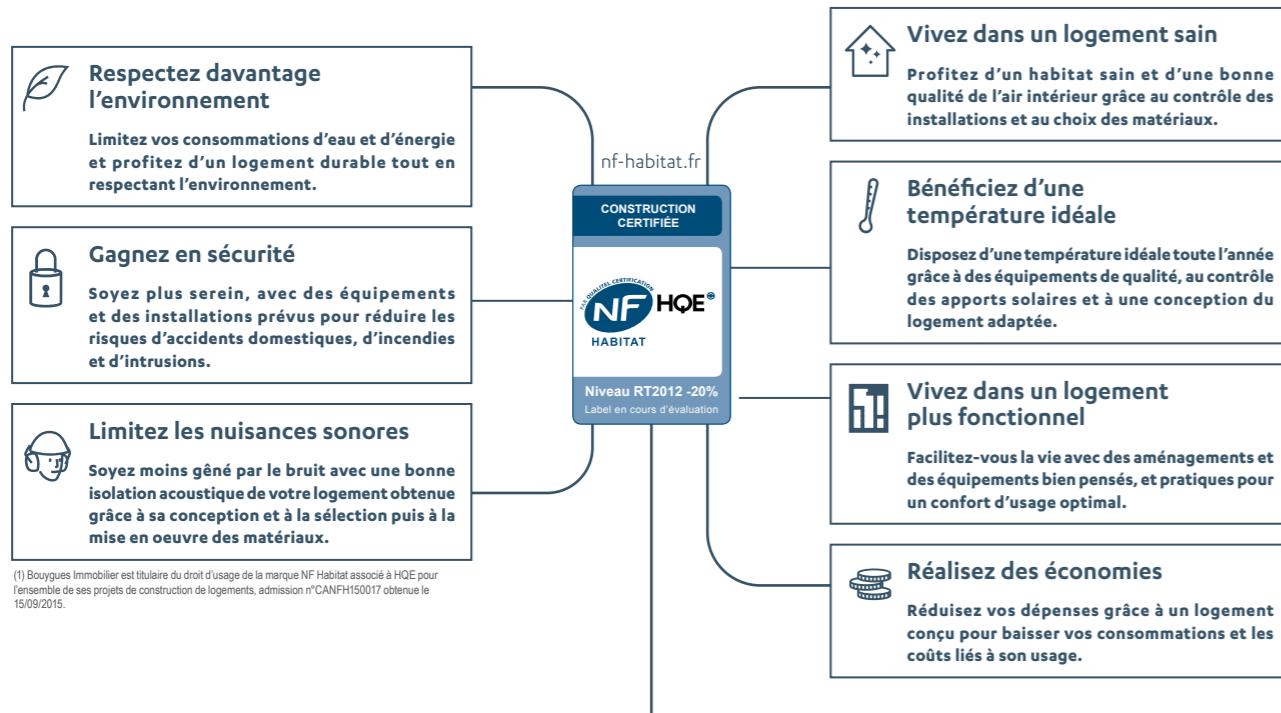 Respectez davantage
l'environnement
Limitez vos consommations d'eau et d'énergie
et profitez d'un logement durable tout en
respectant l'environnement.
Gagnez en sécurité
Soyez plus serein, avec des équipements
et des installations prévus pour réduire les
risques d'accidents domestiques, d'incendies
et d'intrusions.
Limitez les nuisances sonores
Soyez moins gêné par le bruit avec une bonne
isolation acoustique de votre logement obtenue
grâce à sa conception et à la sélection puis à la
mise en oeuvre des matériaux.
(1) Bouygues Immobilier est titulaire du droit d'usage de la marque NF Habitat associé à HQE pour
l'ensemble de ses projets de construction de logements, admission n°CANFH150017 obtenue le
15/09/2015.
nf-habitat.fr
CONSTRUCTION
CERTIFIÉE
PAR QUALITEL CERTIFICATION
NF HQE
HABITAT
Niveau RT2012 -20%
Label en cours d'évaluation
Vivez dans un logement sain
Profitez d'un habitat sain et d'une bonne
qualité de l'air intérieur grâce au contrôle des
installations et au choix des matériaux.
Bénéficiez d'une
température idéale
Disposez d'une température idéale toute l'année
grâce à des équipements de qualité, au contrôle
des apports solaires et à une conception du
logement adaptée.
Vivez dans un logement
plus fonctionnel
Facilitez-vous la vie avec des aménagements et
des équipements bien pensés, et pratiques pour
un confort d'usage optimal.
Réalisez des économies
Réduisez vos dépenses grâce à un logement
conçu pour baisser vos consommations et les
coûts liés à son usage.